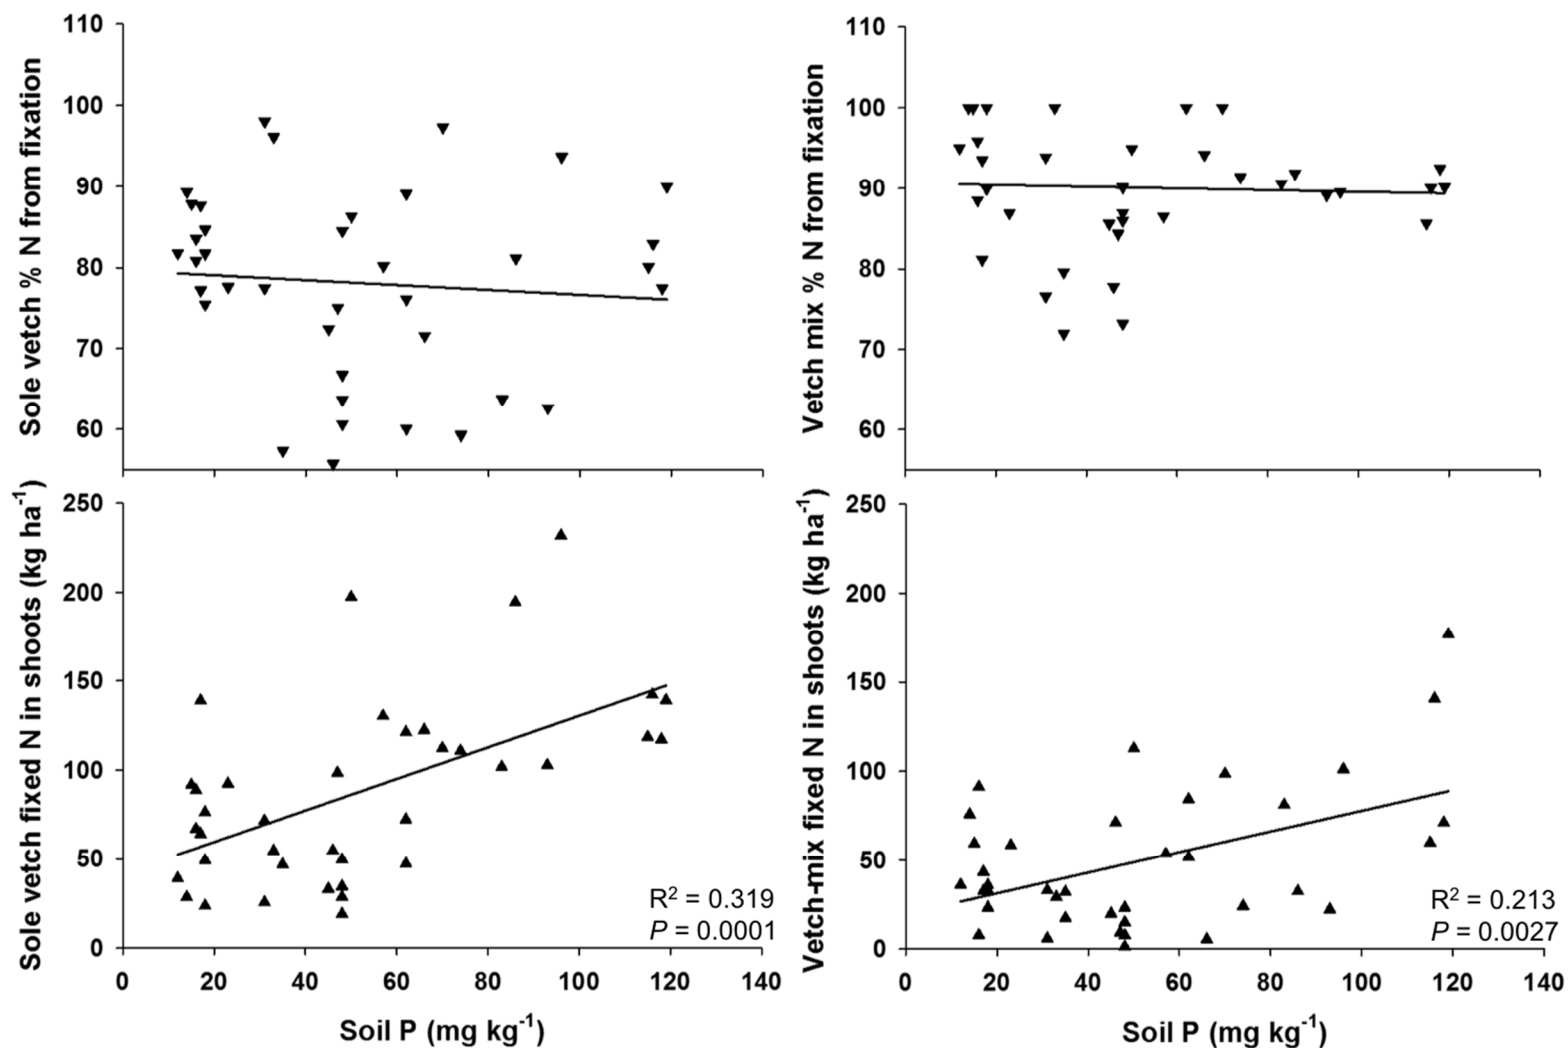 Sole vetch % N from fixation
110
100
90
80
70
60
Vetch mix % N from fixation
110
100
90
80
70
60
Sole vetch fixed N in shoots (kg ha⁻¹)
250
200
150
100
50
0
R² = 0.319
P = 0.0001
0 20 40 60 80 100 120 140
Soil P (mg kg⁻¹)
Vetch-mix fixed N in shoots (kg ha⁻¹)
250
200
150
100
50
0
R² = 0.213
P = 0.0027
0 20 40 60 80 100 120 140
Soil P (mg kg⁻¹)